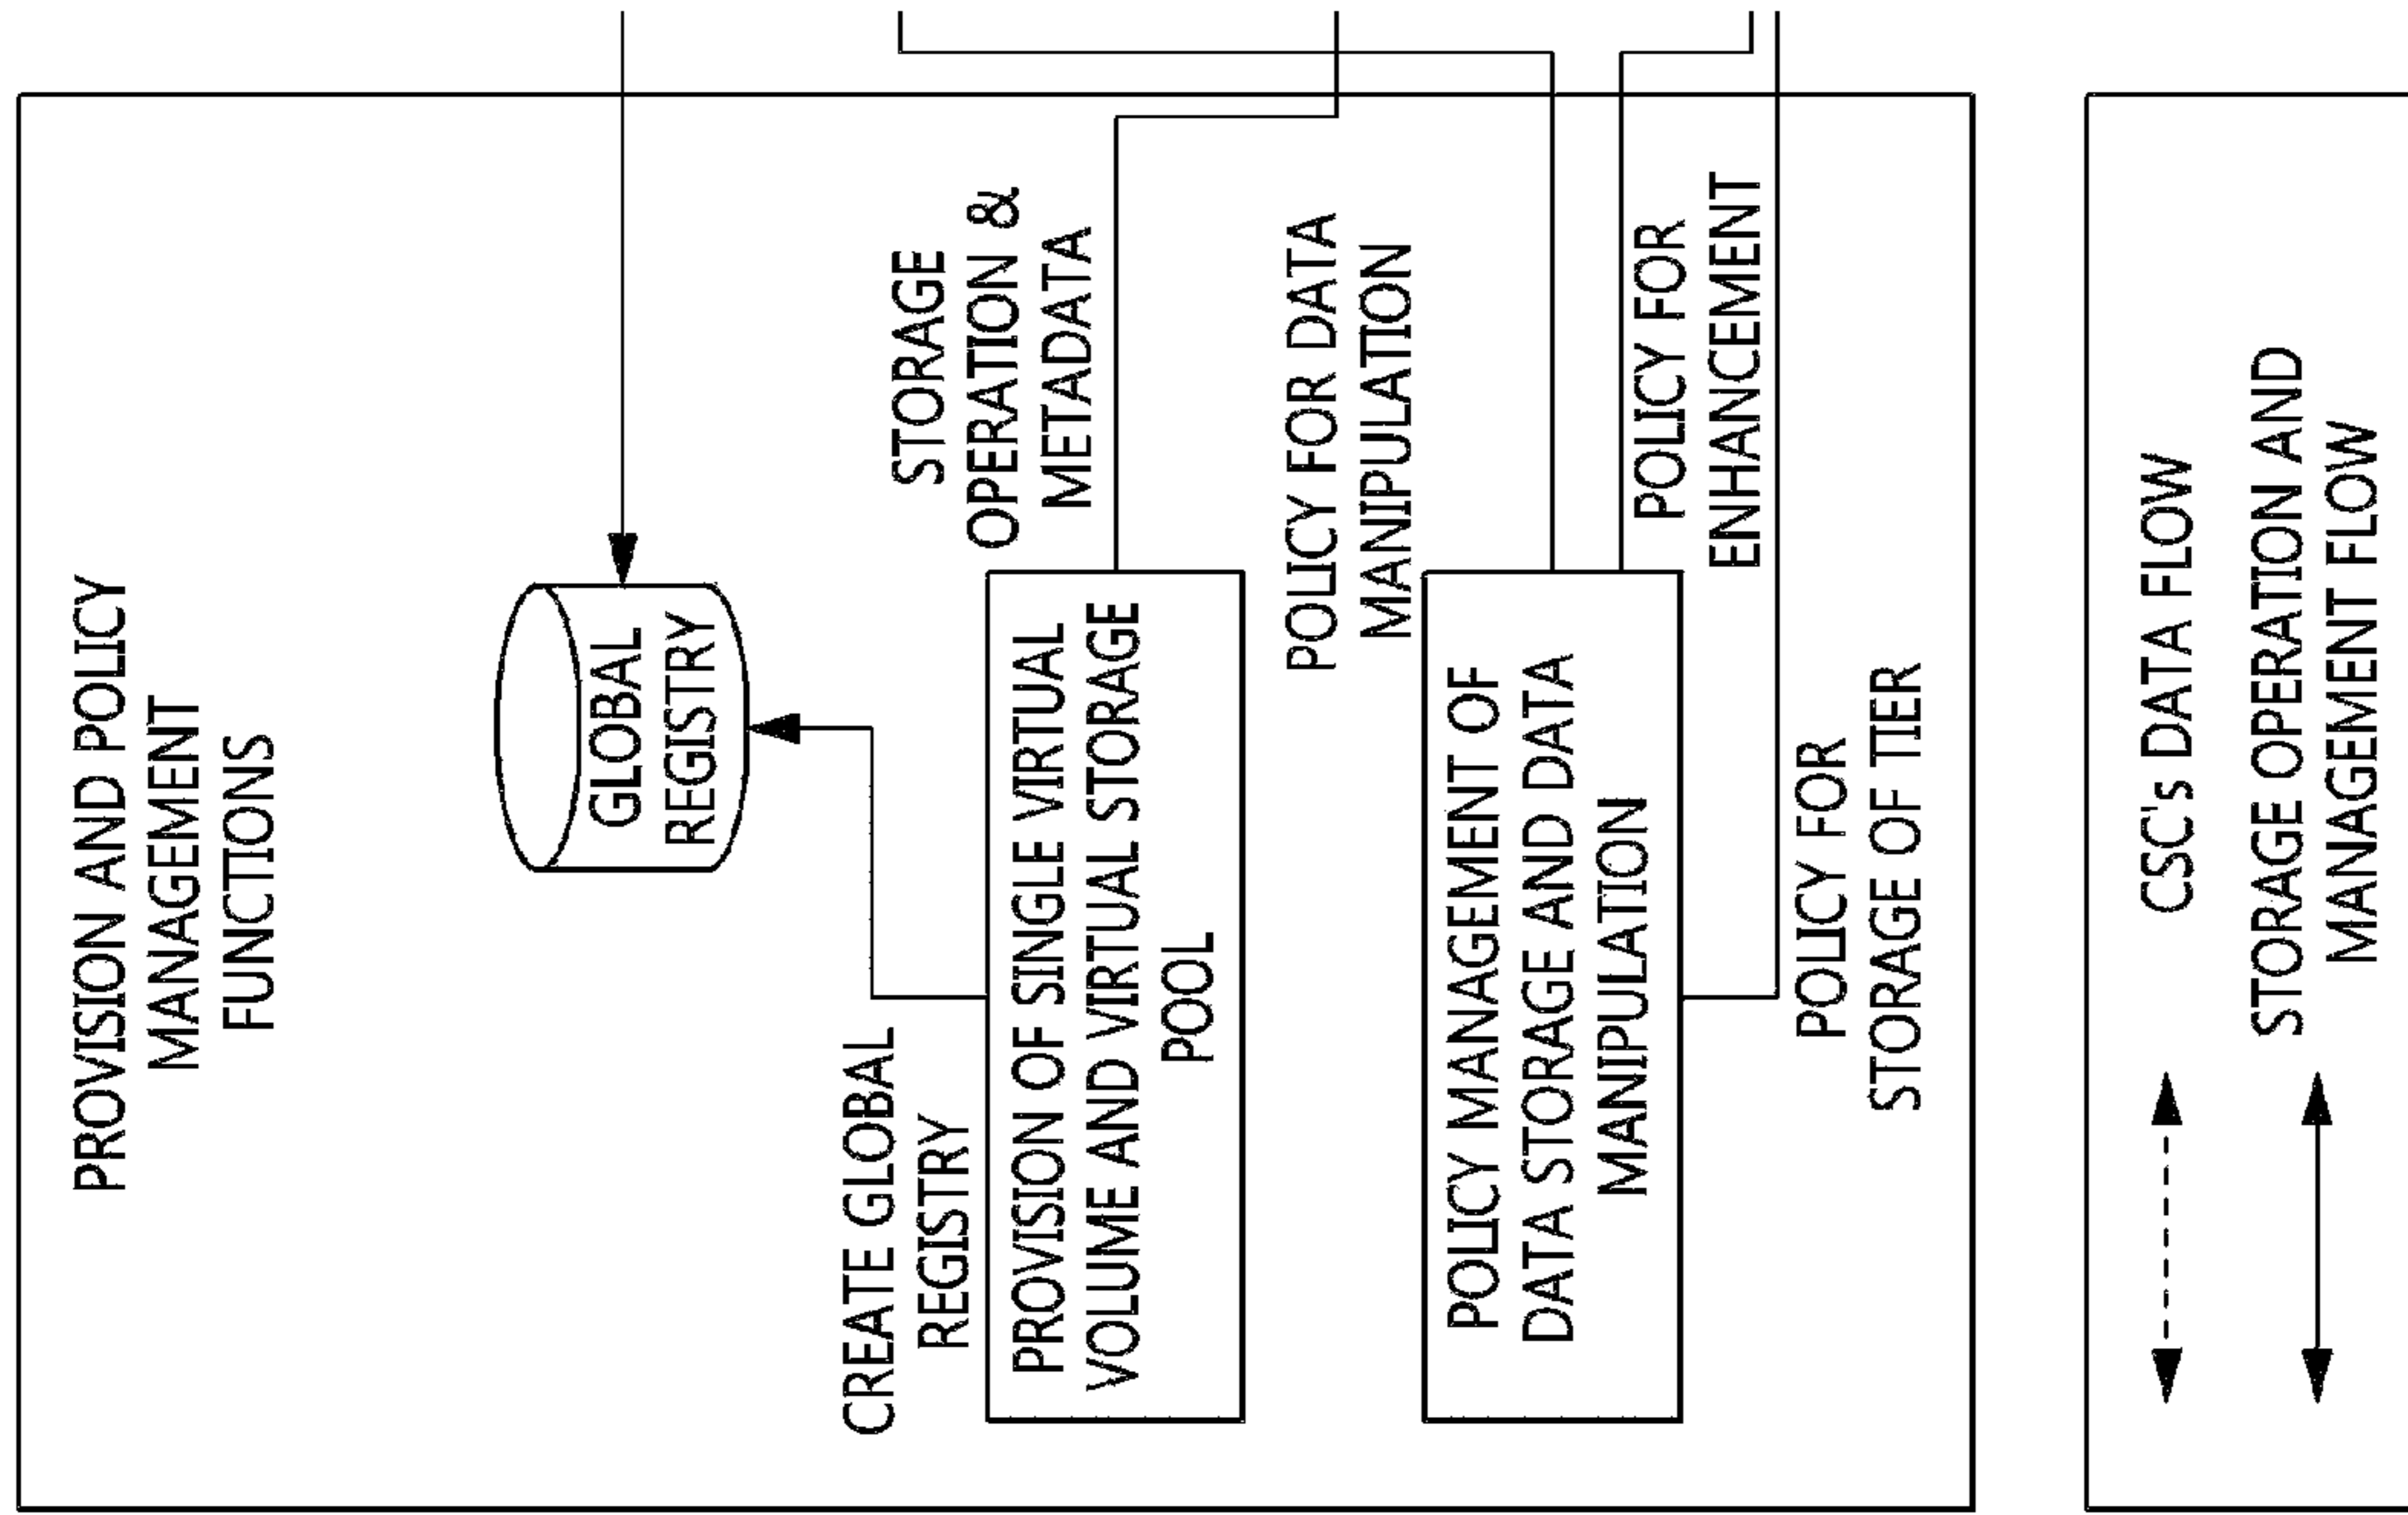 PROVISION AND POLICY
MANAGEMENT
FUNCTIONS
GLOBAL
REGISTRY
CREATE GLOBAL
REGISTRY
STORAGE
OPERATION &
METADATA
PROVISION OF SINGLE VIRTUAL
VOLUME AND VIRTUAL STORAGE
POOL
POLICY FOR DATA
MANIPULATION
POLICY MANAGEMENT OF
DATA STORAGE AND DATA
MANIPULATION
POLICY FOR
ENHANCEMENT
POLICY FOR
STORAGE OF TIER
CSC's DATA FLOW
STORAGE OPERATION AND
MANAGEMENT FLOW